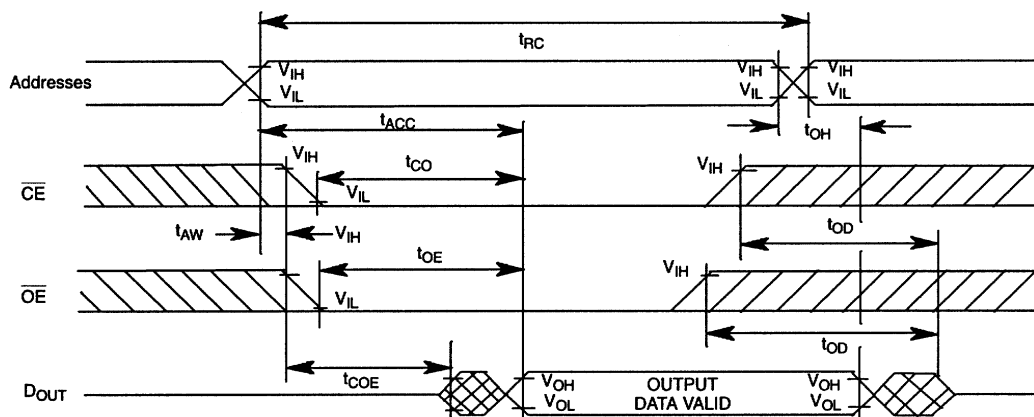 tRC
Addresses
VIH
VIL
VIH
VIL
VIH
VIL
tACC
tOH
VIH
tCO
VIH
CE
VIL
tAW
VIH
tOD
tOE
VIH
OE
VIL
tOD
tCOE
DOUT
VOH
VOL
OUTPUT
DATA VALID
VOH
VOL